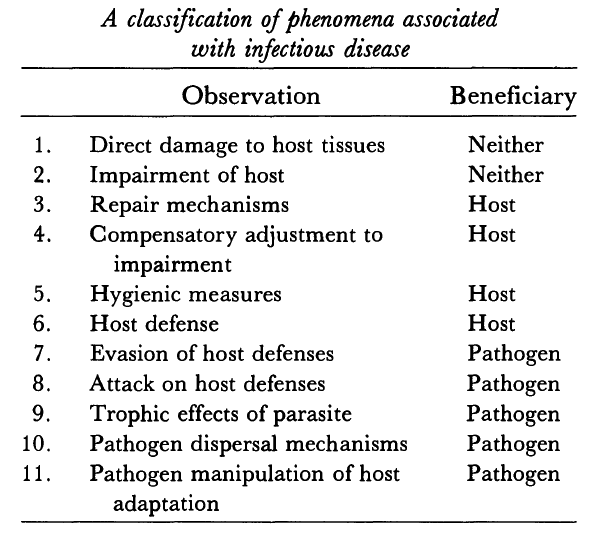 A classification of phenomena associated
with infectious disease
Observation Beneficiary
1. Direct damage to host tissues Neither
2. Impairment of host Neither
3. Repair mechanisms Host
4. Compensatory adjustment to Host
impairment
5. Hygienic measures Host
6. Host defense Host
7. Evasion of host defenses Pathogen
8. Attack on host defenses Pathogen
9. Trophic effects of parasite Pathogen
10. Pathogen dispersal mechanisms Pathogen
11. Pathogen manipulation of host Pathogen
adaptation